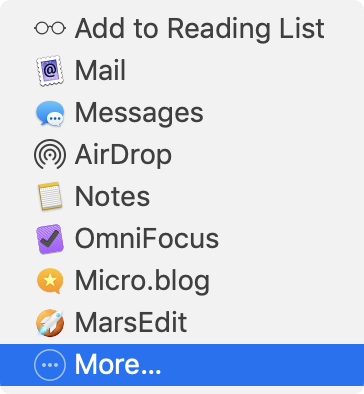 Add to Reading List
Mail
Messages
AirDrop
Notes
OmniFocus
Micro.blog
MarsEdit
More...